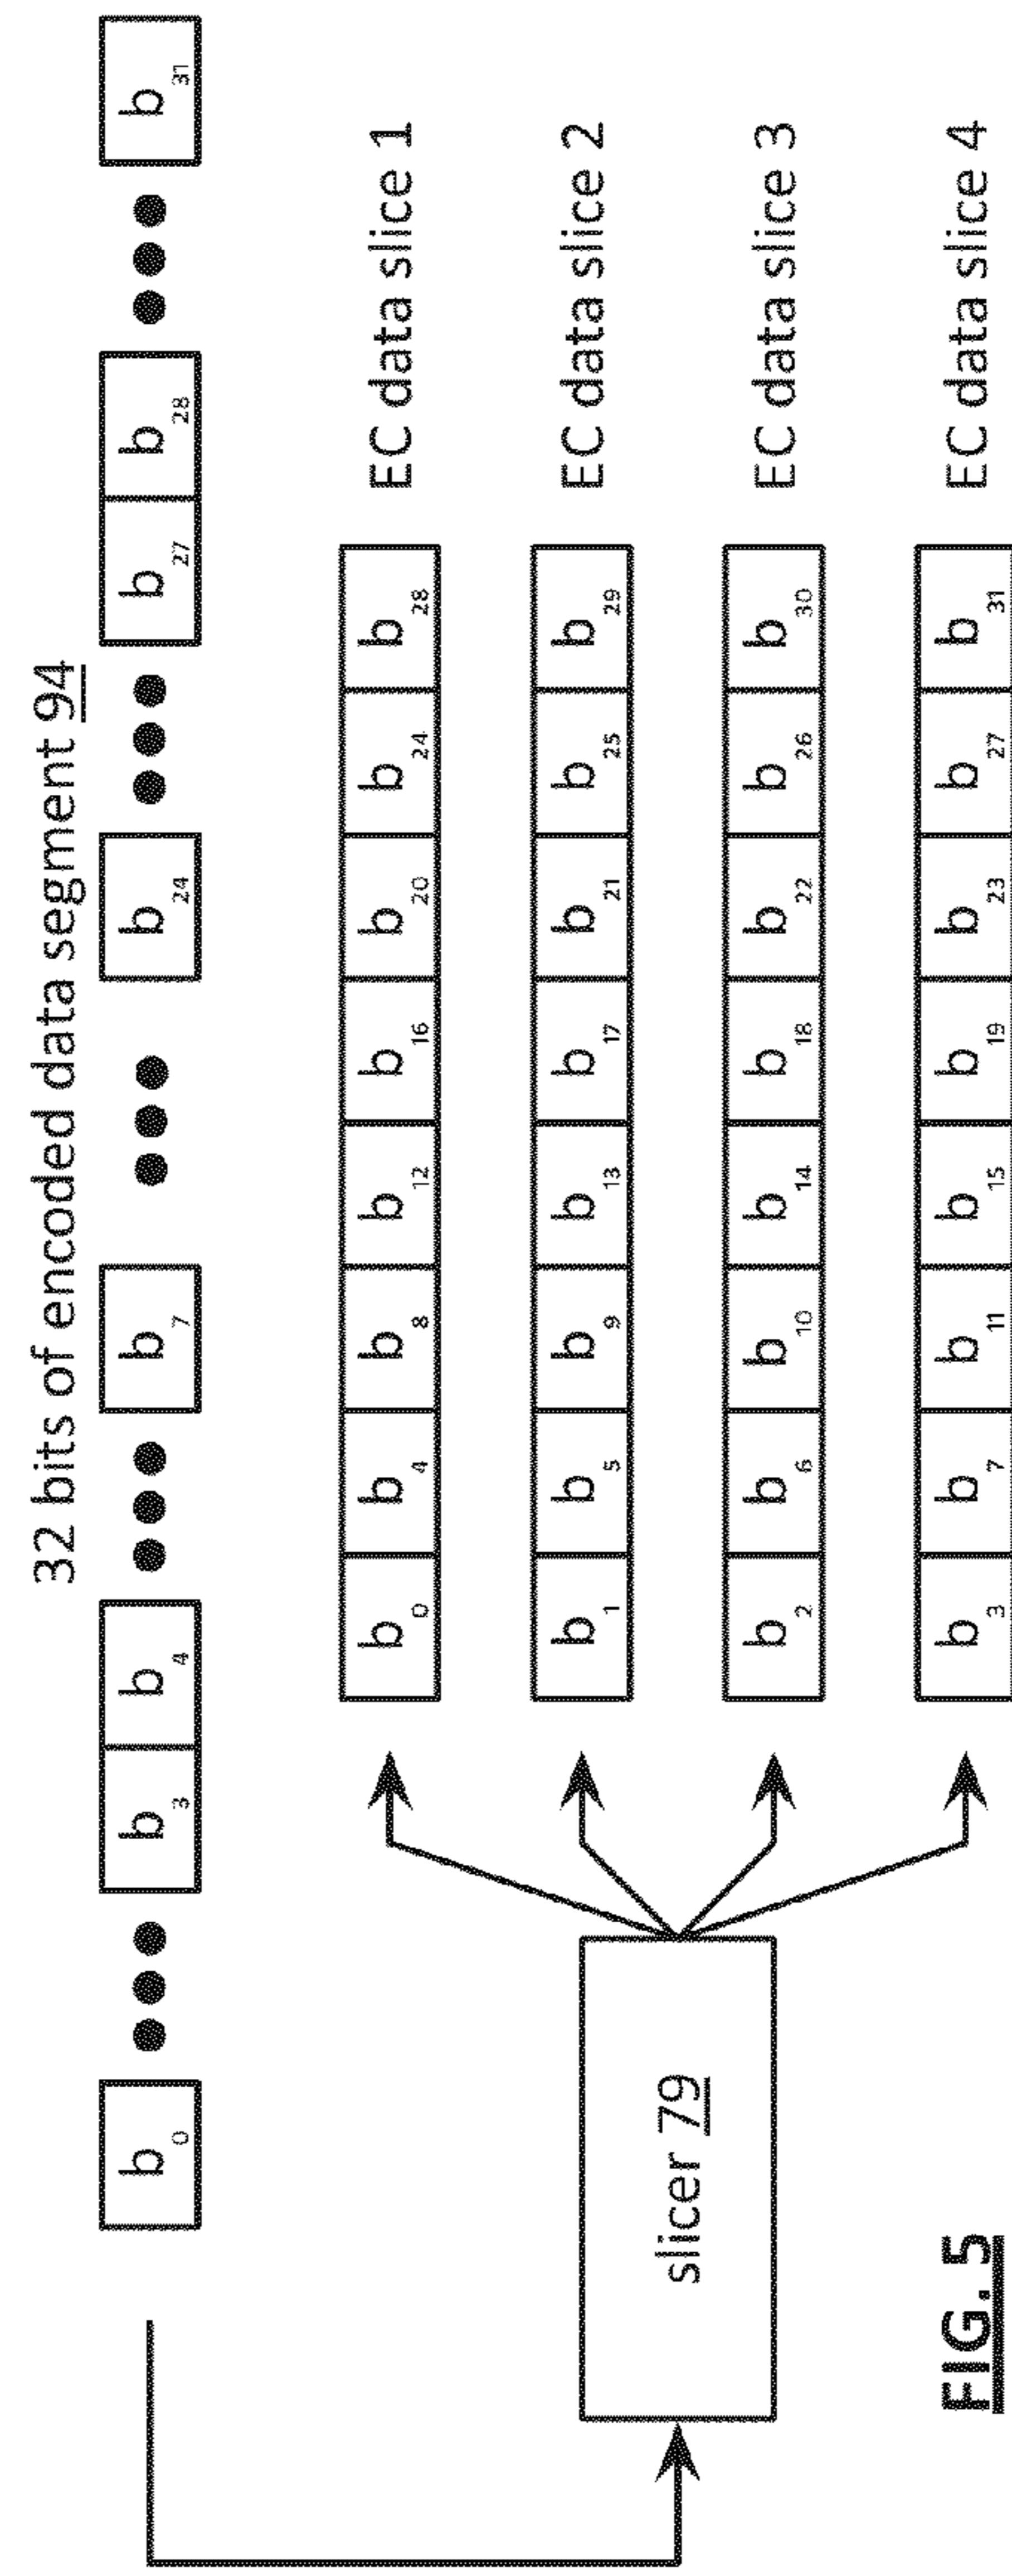 32 bits of encoded data segment 94
b0 ••• b3 b4 ••• b7 ••• b24 ••• b27 b28 ••• b31
b0 b4 b8 b12 b16 b20 b24 b28 EC data slice 1
b1 b5 b9 b13 b17 b21 b25 b29 EC data slice 2
slicer 79
b2 b6 b10 b14 b18 b22 b26 b30 EC data slice 3
b3 b7 b11 b15 b19 b23 b27 b31 EC data slice 4
FIG. 5